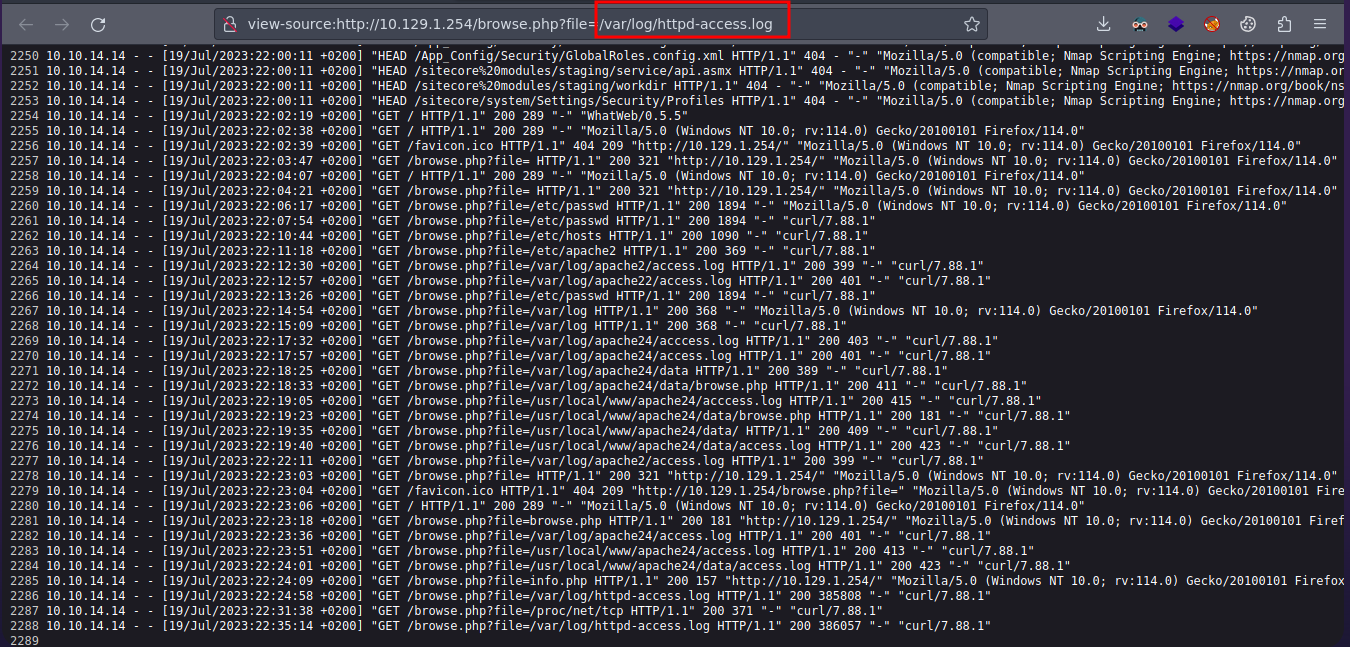 view-source:http://10.129.1.254/browse.php?file=/var/log/httpd-access.log
2250 10.10.14.14 - - [19/Jul/2023:22:00:11 +0200] "HEAD /App_Config/Security/GlobalRoles.config.xml HTTP/1.1" 404 - "-" "Mozilla/5.0 (compatible; Nmap Scripting Engine; https://nmap.org
2251 10.10.14.14 - - [19/Jul/2023:22:00:11 +0200] "HEAD /sitecore%20modules/staging/service/api.asmx HTTP/1.1" 404 - "-" "Mozilla/5.0 (compatible; Nmap Scripting Engine; https://nmap.o
2252 10.10.14.14 - - [19/Jul/2023:22:00:11 +0200] "HEAD /sitecore%20modules/staging/workdir HTTP/1.1" 404 - "-" "Mozilla/5.0 (compatible; Nmap Scripting Engine; https://nmap.org/book/ns
2253 10.10.14.14 - - [19/Jul/2023:22:00:11 +0200] "HEAD /sitecore/system/Settings/Security/Profiles HTTP/1.1" 404 - "-" "Mozilla/5.0 (compatible; Nmap Scripting Engine; https://nmap.or
2254 10.10.14.14 - - [19/Jul/2023:22:02:19 +0200] "GET / HTTP/1.1" 200 289 "-" "WhatWeb/0.5.5"
2255 10.10.14.14 - - [19/Jul/2023:22:02:38 +0200] "GET / HTTP/1.1" 200 289 "-" "Mozilla/5.0 (Windows NT 10.0; rv:114.0) Gecko/20100101 Firefox/114.0"
2256 10.10.14.14 - - [19/Jul/2023:22:02:39 +0200] "GET /favicon.ico HTTP/1.1" 404 209 "http://10.129.1.254/" "Mozilla/5.0 (Windows NT 10.0; rv:114.0) Gecko/20100101 Firefox/114.0"
2257 10.10.14.14 - - [19/Jul/2023:22:03:47 +0200] "GET /browse.php?file= HTTP/1.1" 200 321 "http://10.129.1.254/" "Mozilla/5.0 (Windows NT 10.0; rv:114.0) Gecko/20100101 Firefox/114.0"
2258 10.10.14.14 - - [19/Jul/2023:22:04:07 +0200] "GET / HTTP/1.1" 200 289 "-" "Mozilla/5.0 (Windows NT 10.0; rv:114.0) Gecko/20100101 Firefox/114.0"
2259 10.10.14.14 - - [19/Jul/2023:22:04:21 +0200] "GET /browse.php?file= HTTP/1.1" 200 321 "http://10.129.1.254/" "Mozilla/5.0 (Windows NT 10.0; rv:114.0) Gecko/20100101 Firefox/114.0"
2260 10.10.14.14 - - [19/Jul/2023:22:06:17 +0200] "GET /browse.php?file=/etc/passwd HTTP/1.1" 200 1894 "-" "Mozilla/5.0 (Windows NT 10.0; rv:114.0) Gecko/20100101 Firefox/114.0"
2261 10.10.14.14 - - [19/Jul/2023:22:07:54 +0200] "GET /browse.php?file=/etc/passwd HTTP/1.1" 200 1894 "-" "curl/7.88.1"
2262 10.10.14.14 - - [19/Jul/2023:22:10:44 +0200] "GET /browse.php?file=/etc/hosts HTTP/1.1" 200 1090 "-" "curl/7.88.1"
2263 10.10.14.14 - - [19/Jul/2023:22:11:18 +0200] "GET /browse.php?file=/etc/apache2 HTTP/1.1" 200 369 "-" "curl/7.88.1"
2264 10.10.14.14 - - [19/Jul/2023:22:12:30 +0200] "GET /browse.php?file=/var/log/apache2/access.log HTTP/1.1" 200 399 "-" "curl/7.88.1"
2265 10.10.14.14 - - [19/Jul/2023:22:12:57 +0200] "GET /browse.php?file=/var/log/apache22/access.log HTTP/1.1" 200 401 "-" "curl/7.88.1"
2266 10.10.14.14 - - [19/Jul/2023:22:13:26 +0200] "GET /browse.php?file=/etc/passwd HTTP/1.1" 200 1894 "-" "curl/7.88.1"
2267 10.10.14.14 - - [19/Jul/2023:22:14:54 +0200] "GET /browse.php?file=/var/log HTTP/1.1" 200 368 "-" "Mozilla/5.0 (Windows NT 10.0; rv:114.0) Gecko/20100101 Firefox/114.0"
2268 10.10.14.14 - - [19/Jul/2023:22:15:09 +0200] "GET /browse.php?file=/var/log HTTP/1.1" 200 368 "-" "curl/7.88.1"
2269 10.10.14.14 - - [19/Jul/2023:22:17:32 +0200] "GET /browse.php?file=/var/log/apache24/acccess.log HTTP/1.1" 200 403 "-" "curl/7.88.1"
2270 10.10.14.14 - - [19/Jul/2023:22:17:57 +0200] "GET /browse.php?file=/var/log/apache24/access.log HTTP/1.1" 200 401 "-" "curl/7.88.1"
2271 10.10.14.14 - - [19/Jul/2023:22:18:25 +0200] "GET /browse.php?file=/var/log/apache24/data HTTP/1.1" 200 389 "-" "curl/7.88.1"
2272 10.10.14.14 - - [19/Jul/2023:22:18:33 +0200] "GET /browse.php?file=/var/log/apache24/data/browse.php HTTP/1.1" 200 411 "-" "curl/7.88.1"
2273 10.10.14.14 - - [19/Jul/2023:22:19:05 +0200] "GET /browse.php?file=/usr/local/www/apache24/acccess.log HTTP/1.1" 200 415 "-" "curl/7.88.1"
2274 10.10.14.14 - - [19/Jul/2023:22:19:23 +0200] "GET /browse.php?file=/usr/local/www/apache24/data/browse.php HTTP/1.1" 200 181 "-" "curl/7.88.1"
2275 10.10.14.14 - - [19/Jul/2023:22:19:35 +0200] "GET /browse.php?file=/usr/local/www/apache24/data/ HTTP/1.1" 200 409 "-" "curl/7.88.1"
2276 10.10.14.14 - - [19/Jul/2023:22:19:40 +0200] "GET /browse.php?file=/usr/local/www/apache24/data/access.log HTTP/1.1" 200 423 "-" "curl/7.88.1"
2277 10.10.14.14 - - [19/Jul/2023:22:22:11 +0200] "GET /browse.php?file=/var/log/apache2/access.log HTTP/1.1" 200 399 "-" "curl/7.88.1"
2278 10.10.14.14 - - [19/Jul/2023:22:23:03 +0200] "GET /browse.php?file= HTTP/1.1" 200 321 "http://10.129.1.254/" "Mozilla/5.0 (Windows NT 10.0; rv:114.0) Gecko/20100101 Firefox/114.0"
2279 10.10.14.14 - - [19/Jul/2023:22:23:04 +0200] "GET /favicon.ico HTTP/1.1" 404 209 "http://10.129.1.254/browse.php?file=" "Mozilla/5.0 (Windows NT 10.0; rv:114.0) Gecko/20100101 Fire
2280 10.10.14.14 - - [19/Jul/2023:22:23:06 +0200] "GET / HTTP/1.1" 200 289 "-" "Mozilla/5.0 (Windows NT 10.0; rv:114.0) Gecko/20100101 Firefox/114.0"
2281 10.10.14.14 - - [19/Jul/2023:22:23:18 +0200] "GET /browse.php?file=browse.php HTTP/1.1" 200 181 "http://10.129.1.254/" "Mozilla/5.0 (Windows NT 10.0; rv:114.0) Gecko/20100101 Firef
2282 10.10.14.14 - - [19/Jul/2023:22:23:36 +0200] "GET /browse.php?file=/var/log/apache24/access.log HTTP/1.1" 200 401 "-" "curl/7.88.1"
2283 10.10.14.14 - - [19/Jul/2023:22:23:51 +0200] "GET /browse.php?file=/usr/local/www/apache24/access.log HTTP/1.1" 200 413 "-" "curl/7.88.1"
2284 10.10.14.14 - - [19/Jul/2023:22:24:01 +0200] "GET /browse.php?file=/usr/local/www/apache24/data/access.log HTTP/1.1" 200 423 "-" "curl/7.88.1"
2285 10.10.14.14 - - [19/Jul/2023:22:24:09 +0200] "GET /browse.php?file=info.php HTTP/1.1" 200 157 "http://10.129.1.254/" "Mozilla/5.0 (Windows NT 10.0; rv:114.0) Gecko/20100101 Firefox
2286 10.10.14.14 - - [19/Jul/2023:22:24:58 +0200] "GET /browse.php?file=/var/log/httpd-access.log HTTP/1.1" 200 385808 "-" "curl/7.88.1"
2287 10.10.14.14 - - [19/Jul/2023:22:31:38 +0200] "GET /browse.php?file=/proc/net/tcp HTTP/1.1" 200 371 "-" "curl/7.88.1"
2288 10.10.14.14 - - [19/Jul/2023:22:35:14 +0200] "GET /browse.php?file=/var/log/httpd-access.log HTTP/1.1" 200 386057 "-" "curl/7.88.1"
2289